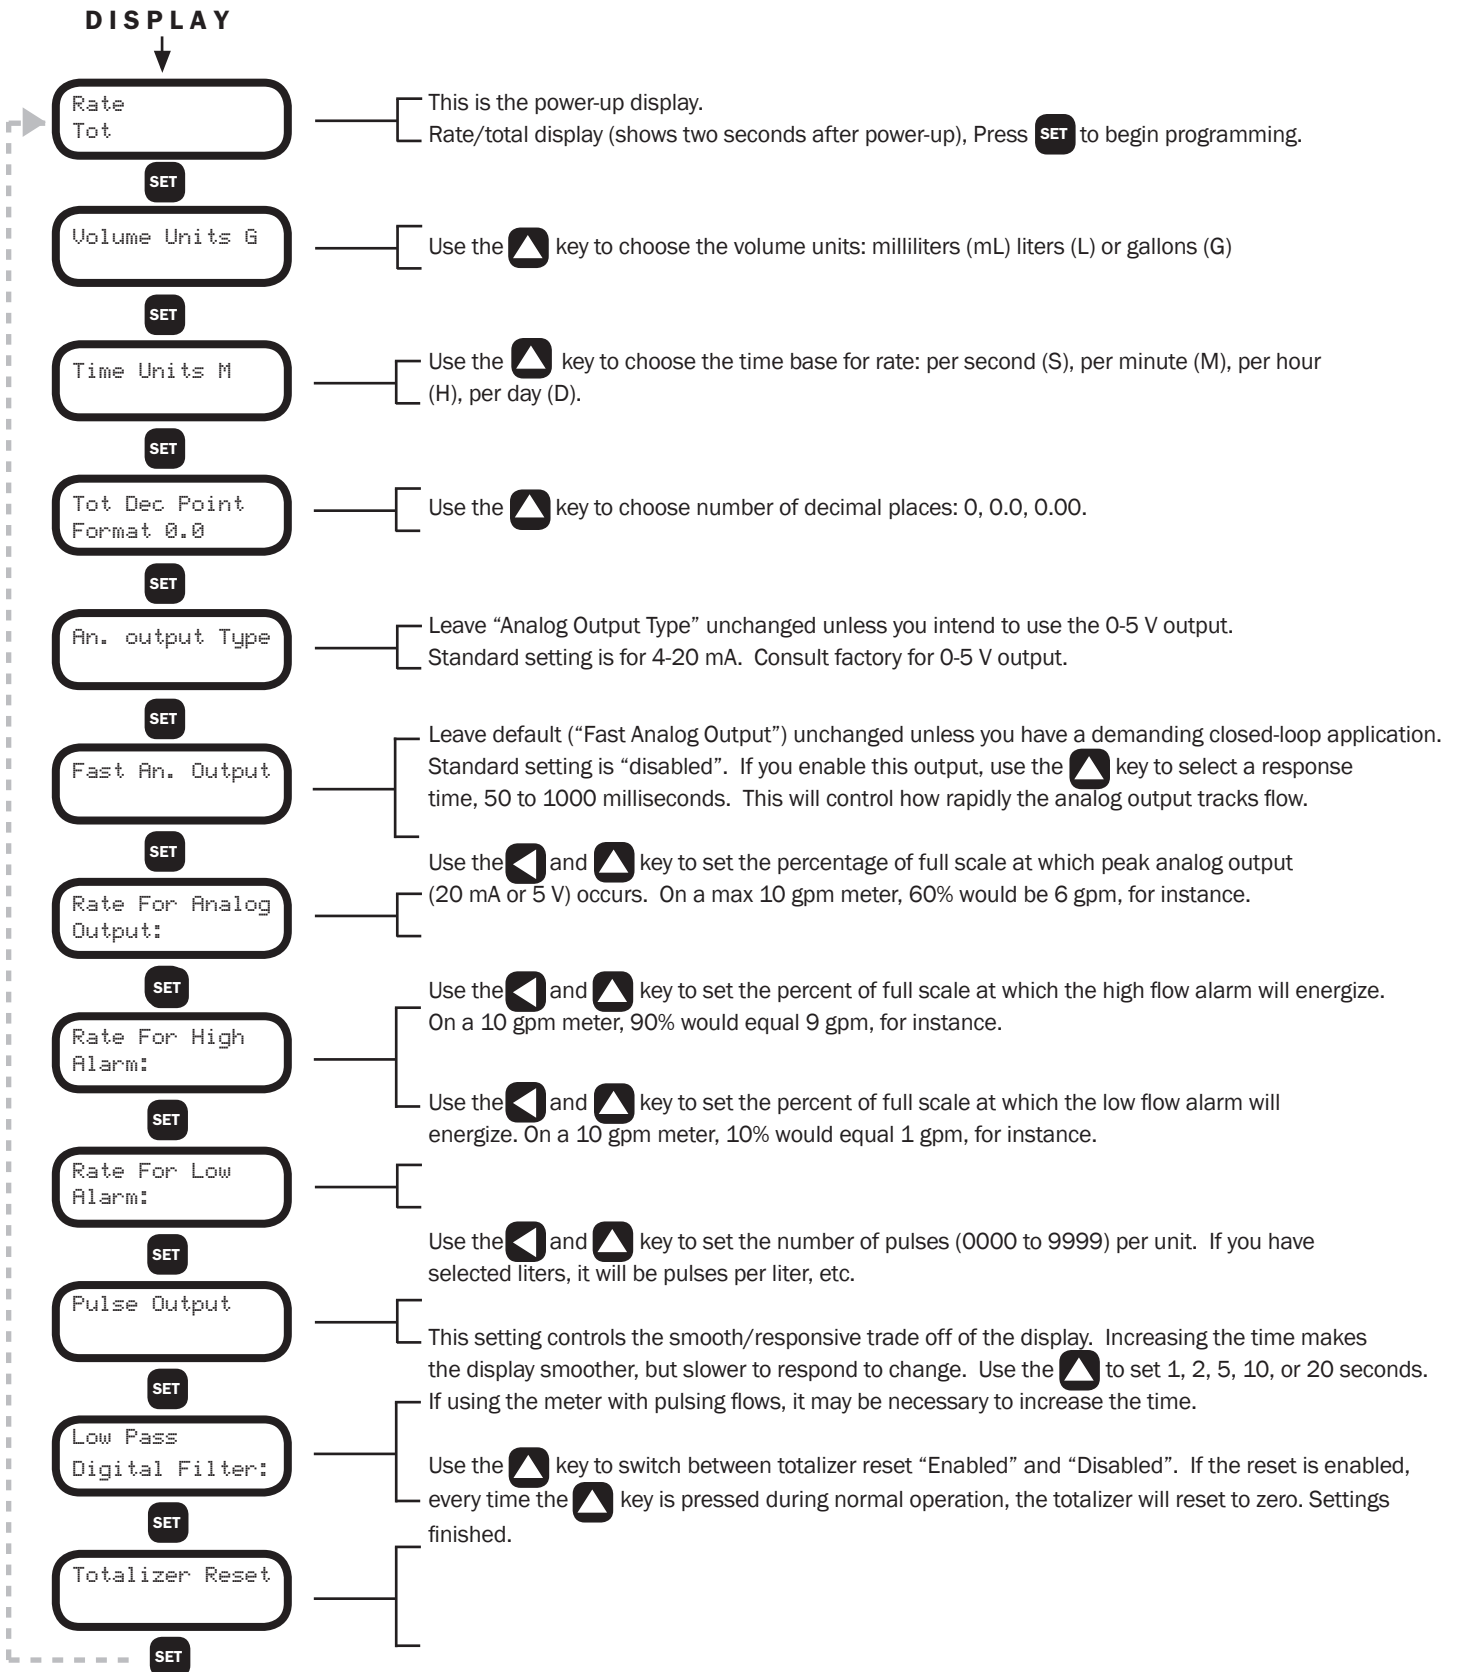 DISPLAY
Rate
Tot
This is the power-up display.
Rate/total display (shows two seconds after power-up), Press SET to begin programming.
SET
Volume Units G
Use the key to choose the volume units: milliliters (mL) liters (L) or gallons (G)
SET
Time Units M
Use the key to choose the time base for rate: per second (S), per minute (M), per hour
(H), per day (D).
SET
Tot Dec Point
Format 0.0
Use the key to choose number of decimal places: 0, 0.0, 0.00.
SET
An. output Type
Leave “Analog Output Type” unchanged unless you intend to use the 0-5 V output.
Standard setting is for 4-20 mA. Consult factory for 0-5 V output.
SET
Fast An. Output
Leave default (“Fast Analog Output”) unchanged unless you have a demanding closed-loop application.
Standard setting is “disabled”. If you enable this output, use the key to select a response
time, 50 to 1000 milliseconds. This will control how rapidly the analog output tracks flow.
SET
Rate For Analog
Output:
Use the and key to set the percentage of full scale at which peak analog output
(20 mA or 5 V) occurs. On a max 10 gpm meter, 60% would be 6 gpm, for instance.
SET
Rate For High
Alarm:
Use the and key to set the percent of full scale at which the high flow alarm will energize.
On a 10 gpm meter, 90% would equal 9 gpm, for instance.
SET
Use the and key to set the percent of full scale at which the low flow alarm will
energize. On a 10 gpm meter, 10% would equal 1 gpm, for instance.
Rate For Low
Alarm:
SET
Use the and key to set the number of pulses (0000 to 9999) per unit. If you have
selected liters, it will be pulses per liter, etc.
Pulse Output
SET
This setting controls the smooth/responsive trade off of the display. Increasing the time makes
the display smoother, but slower to respond to change. Use the to set 1, 2, 5, 10, or 20 seconds.
If using the meter with pulsing flows, it may be necessary to increase the time.
Low Pass
Digital Filter:
SET
Use the key to switch between totalizer reset “Enabled” and “Disabled”. If the reset is enabled,
every time the key is pressed during normal operation, the totalizer will reset to zero. Settings
finished.
Totalizer Reset
SET